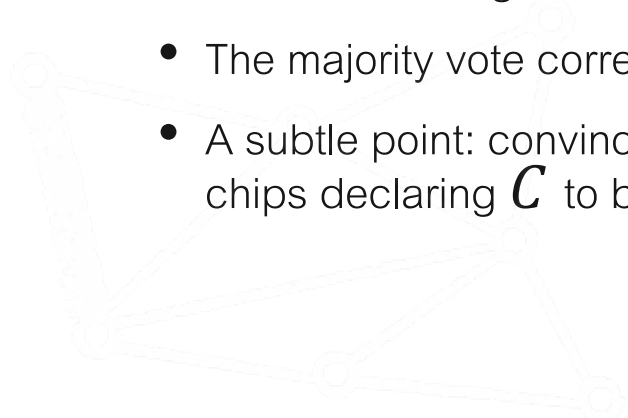 • The majority vote corre
• A subtle point: convinc
chips declaring C to b